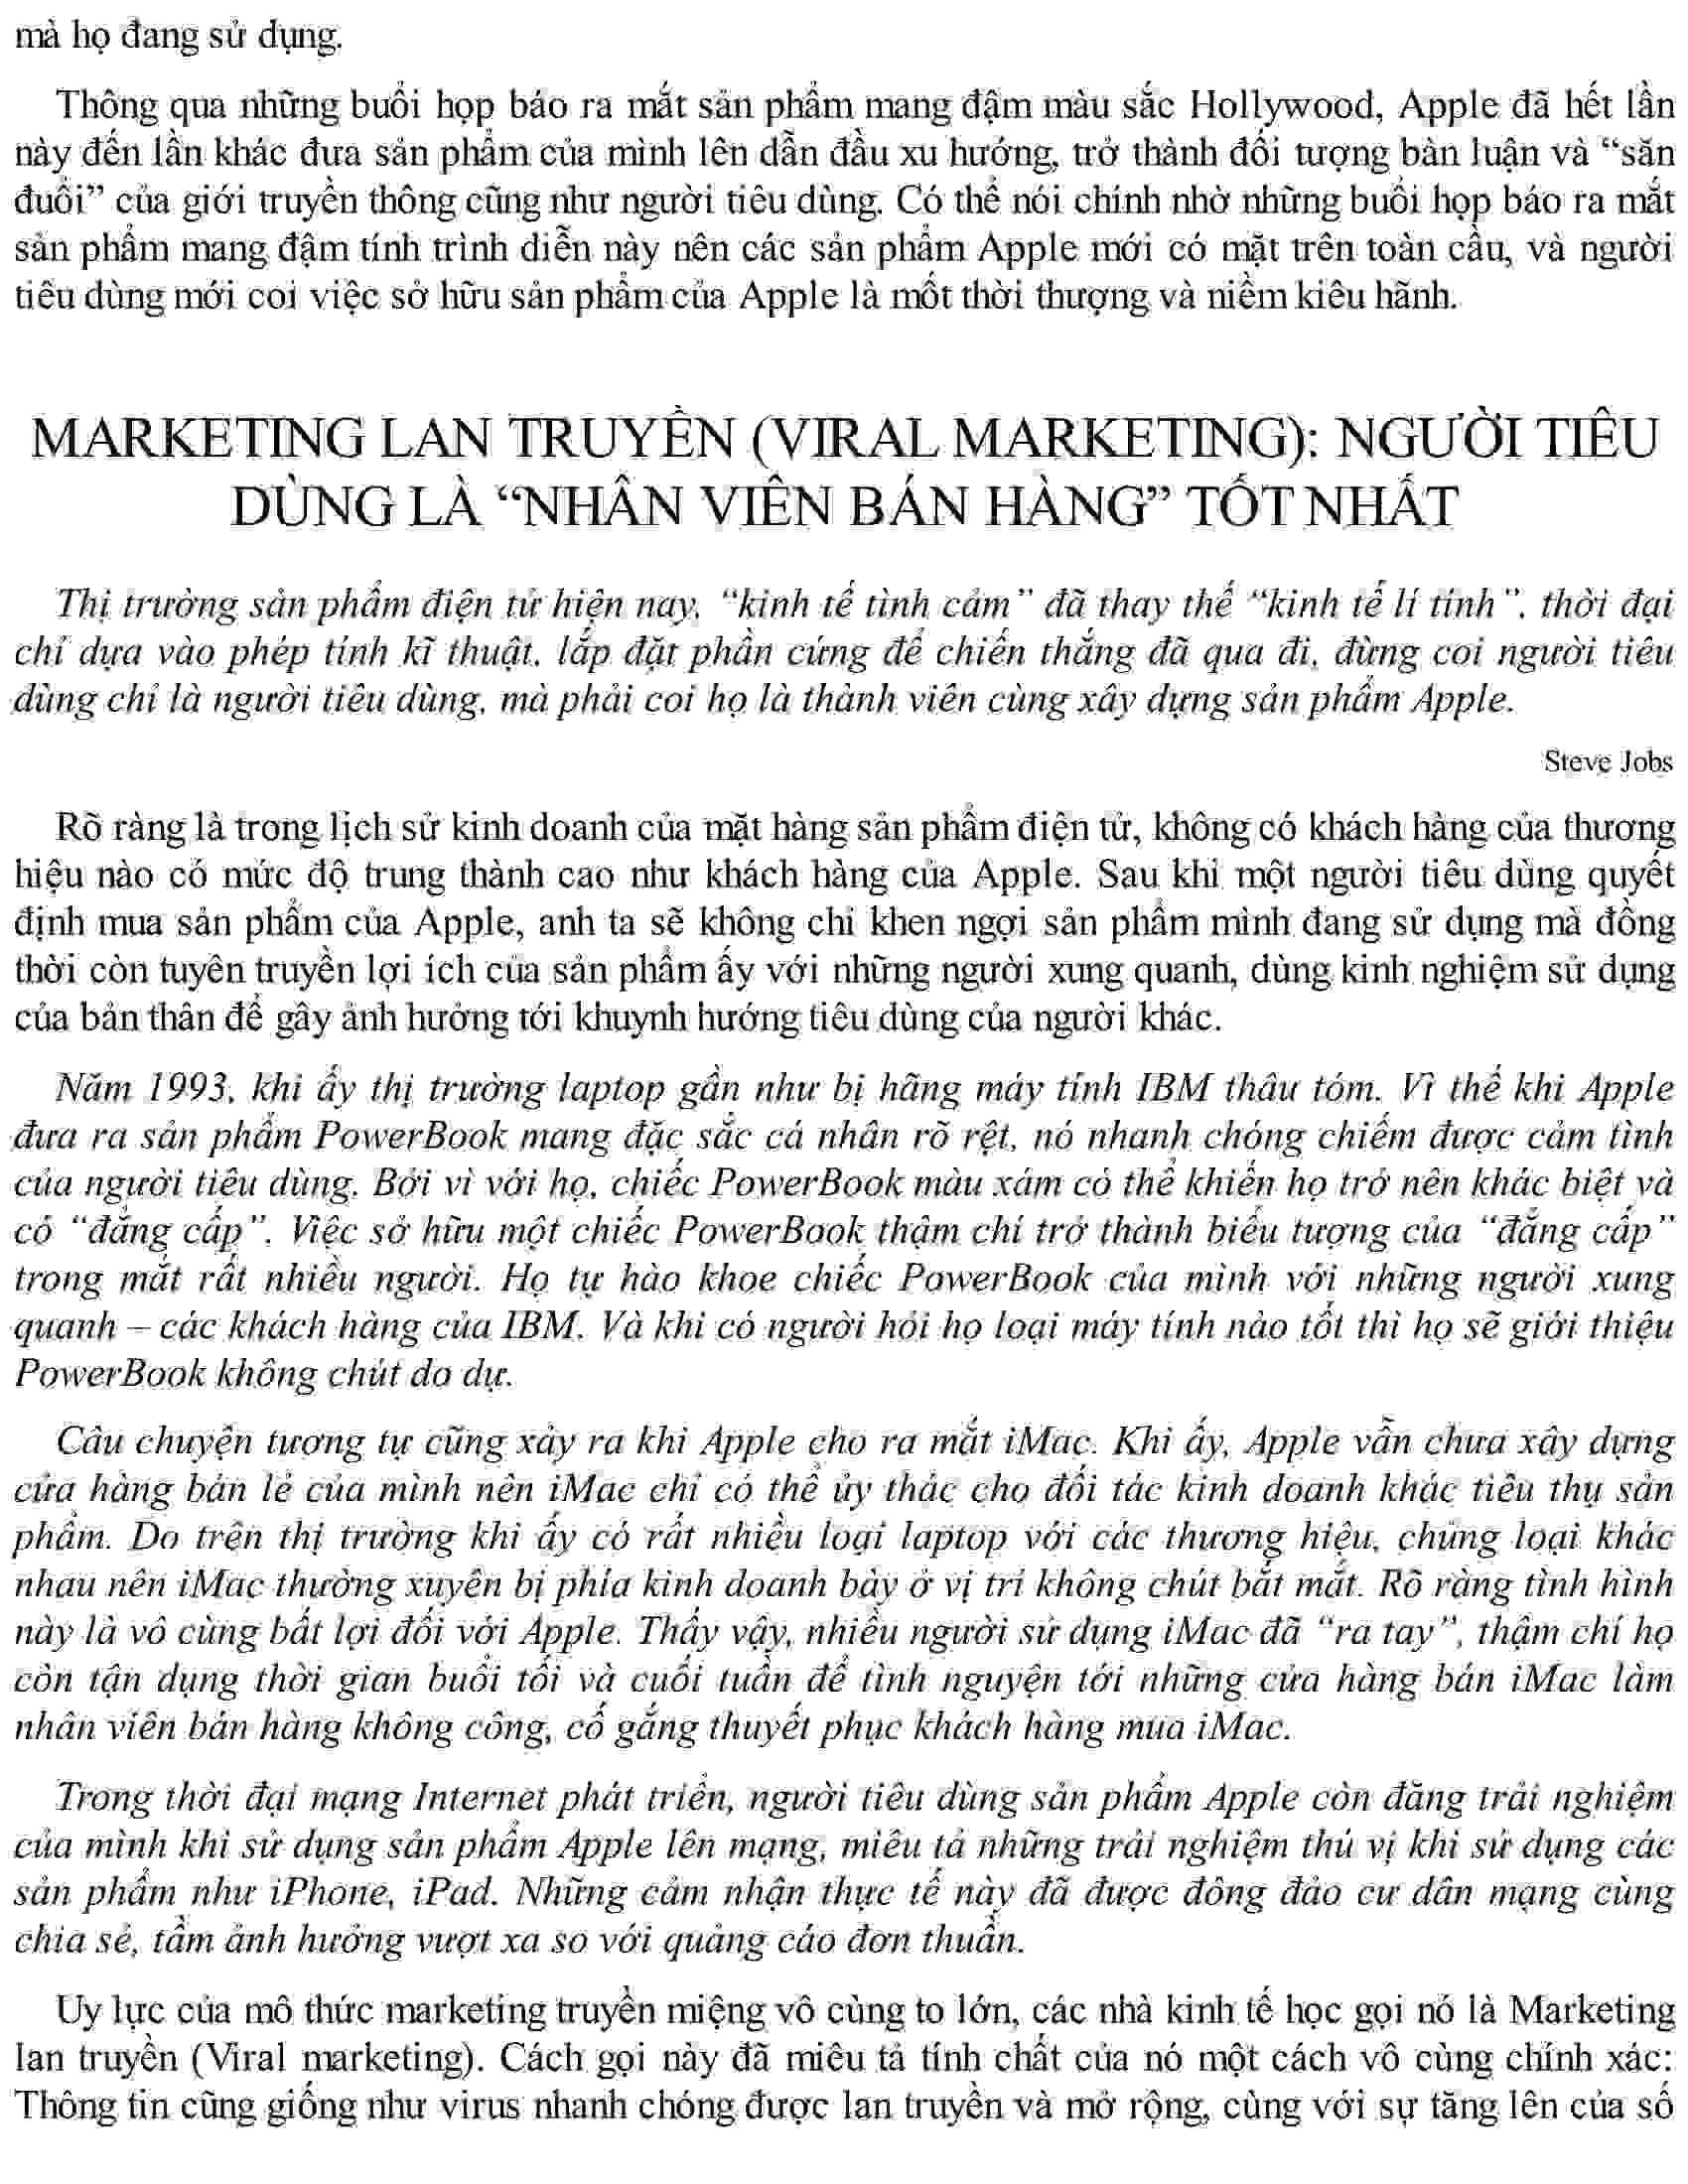 mà họ đang sử dụng.
Thông qua những buổi họp báo ra mắt sản phẩm mang đậm màu sắc Hollywood, Apple đã hết lần
này đến lần khác đưa sản phẩm của mình lên dẫn đầu xu hướng, trở thành đối tượng bàn luận và “săn
đuổi” của giới truyền thông cũng như người tiêu dùng. Có thể nói chính nhờ những buổi họp báo ra mắt
sản phẩm mang đậm tính trình diễn này nên các sản phẩm Apple mới có mặt trên toàn cầu, và người
tiêu dùng mới coi việc sở hữu sản phẩm của Apple là mốt thời thượng và niềm kiêu hãnh.
MARKETING LAN TRUYỀN (VIRAL MARKETING): NGƯỜI TIÊU
DÙNG LÀ “NHÂN VIÊN BÁN HÀNG” TỐT NHẤT
Thị trường sản phẩm điện tử hiện nay, “kinh tế tình cảm” đã thay thế “kinh tế lí tính”, thời đại
chỉ dựa vào phép tính kĩ thuật, lắp đặt phần cứng để chiến thắng đã qua đi, đừng coi người tiêu
dùng chỉ là người tiêu dùng, mà phải coi họ là thành viên cùng xây dựng sản phẩm Apple.
Steve Jobs
Rõ ràng là trong lịch sử kinh doanh của mặt hàng sản phẩm điện tử, không có khách hàng của thương
hiệu nào có mức độ trung thành cao như khách hàng của Apple. Sau khi một người tiêu dùng quyết
định mua sản phẩm của Apple, anh ta sẽ không chỉ khen ngợi sản phẩm mình đang sử dụng mà đồng
thời còn tuyên truyền lợi ích của sản phẩm ấy với những người xung quanh, dùng kinh nghiệm sử dụng
của bản thân để gây ảnh hưởng tới khuynh hướng tiêu dùng của người khác.
Năm 1993, khi ấy thị trường laptop gần như bị hãng máy tính IBM thâu tóm. Vì thế khi Apple
đưa ra sản phẩm PowerBook mang đặc sắc cá nhân rõ rệt, nó nhanh chóng chiếm được cảm tình
của người tiêu dùng. Bởi vì với họ, chiếc PowerBook màu xám có thể khiến họ trở nên khác biệt và
có “đẳng cấp”. Việc sở hữu một chiếc PowerBook thậm chí trở thành biểu tượng của “đẳng cấp”
trong mắt rất nhiều người. Họ tự hào khoe chiếc PowerBook của mình với những người xung
quanh – các khách hàng của IBM. Và khi có người hỏi họ loại máy tính nào tốt thì họ sẽ giới thiệu
PowerBook không chút do dự.
Câu chuyện tương tự cũng xảy ra khi Apple cho ra mắt iMac. Khi ấy, Apple vẫn chưa xây dựng
cửa hàng bán lẻ của mình nên iMac chỉ có thể ủy thác cho đối tác kinh doanh khác tiêu thụ sản
phẩm. Do trên thị trường khi ấy có rất nhiều loại laptop với các thương hiệu, chủng loại khác
nhau nên iMac thường xuyên bị phía kinh doanh bày ở vị trí không chút bắt mắt. Rõ ràng tình hình
này là vô cùng bất lợi đối với Apple. Thấy vậy, nhiều người sử dụng iMac đã “ra tay”, thậm chí họ
còn tận dụng thời gian buổi tối và cuối tuần để tình nguyện tới những cửa hàng bán iMac làm
nhân viên bán hàng không công, cố gắng thuyết phục khách hàng mua iMac.
Trong thời đại mạng Internet phát triển, người tiêu dùng sản phẩm Apple còn đăng trải nghiệm
của mình khi sử dụng sản phẩm Apple lên mạng, miêu tả những trải nghiệm thú vị khi sử dụng các
sản phẩm như iPhone, iPad. Những cảm nhận thực tế này đã được đông đảo cư dân mạng cùng
chia sẻ, tầm ảnh hưởng vượt xa so với quảng cáo đơn thuần.
Uy lực của mô thức marketing truyền miệng vô cùng to lớn, các nhà kinh tế học gọi nó là Marketing
lan truyền (Viral marketing). Cách gọi này đã miêu tả tính chất của nó một cách vô cùng chính xác:
Thông tin cũng giống như virus nhanh chóng được lan truyền và mở rộng, cùng với sự tăng lên của số